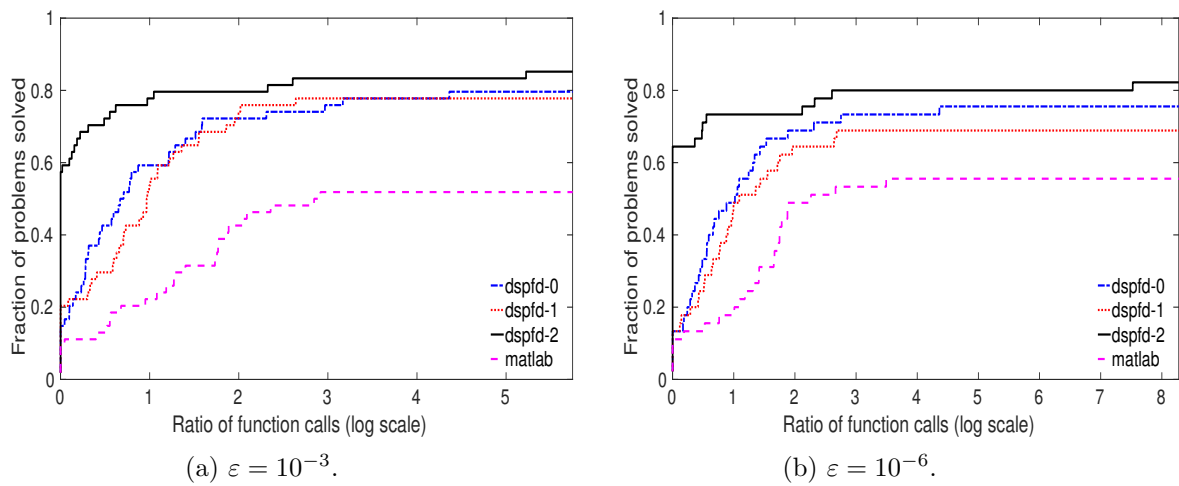 Fraction of problems solved
1
0.8
0.6
0.4
0.2
0
0 1 2 3 4 5
Ratio of function calls (log scale)
dspfd-0
dspfd-1
dspfd-2
matlab
(a) ε = 10⁻³.
Fraction of problems solved
1
0.8
0.6
0.4
0.2
0
0 1 2 3 4 5 6 7 8
Ratio of function calls (log scale)
dspfd-0
dspfd-1
dspfd-2
matlab
(b) ε = 10⁻⁶.